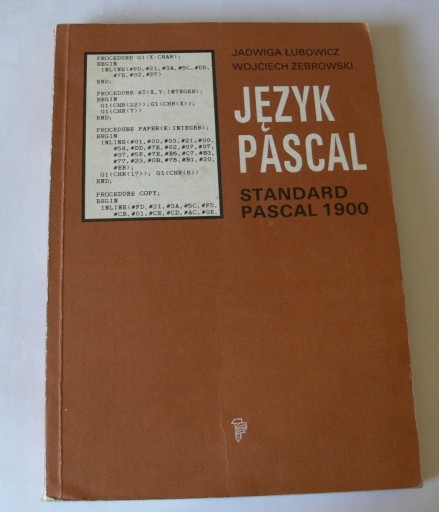 PROCEDURE G1(X:CHAR);
BEGIN
INLINE(#FD,#21,#3A,#5C,#DD,
#7E,#02,#D7)
END;
PROCEDURE AT(X,Y:INTEGER);
BEGIN
G1(CHR(22));G1(CHR(X));
G1(CHR(Y))
END;
PROCEDURE PAPER(K:INTEGER);
BEGIN
INLINE(#01,#00,#03,#21,#00,
#58,#DD,#7E,#02,#07,#07,
#07,#5F,#7E,#E6,#C7,#B3,
#77,#23,#0B,#78,#B1,#20,
#EE);
G1(CHR(17)); G1(CHR(8))
END;
PROCEDURE COPY;
BEGIN
INLINE(#FD,#21,#3A,#5C,#FD,
#CB,#01,#CE,#CD,#AC,#0E,
JADWIGA ŁUBOWICZ
WOJCIECH ŻEBROWSKI
JĘZYK
PASCAL
STANDARD
PASCAL 1900